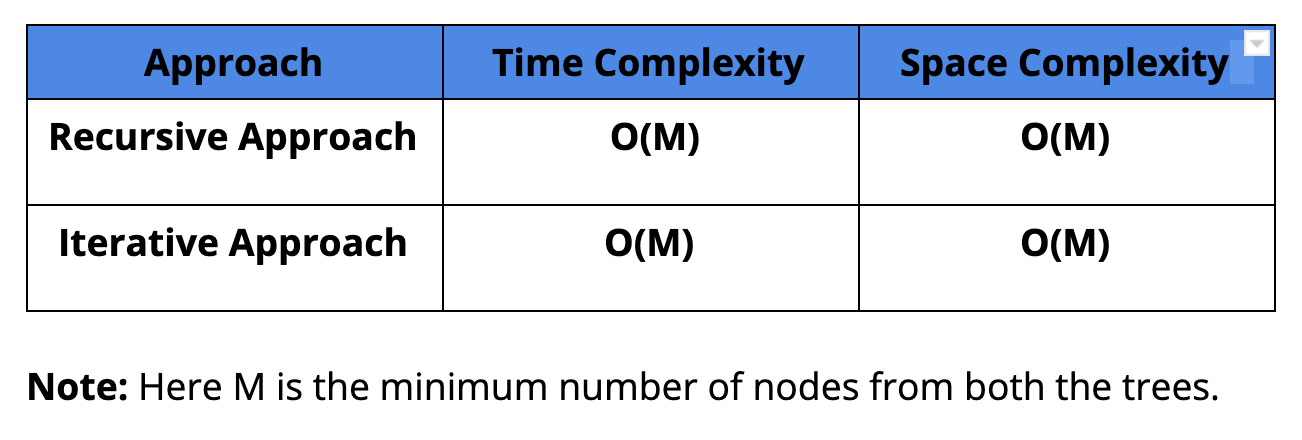 Approach Time Complexity Space Complexity
Recursive Approach O(M) O(M)
Iterative Approach O(M) O(M)
Note: Here M is the minimum number of nodes from both the trees.